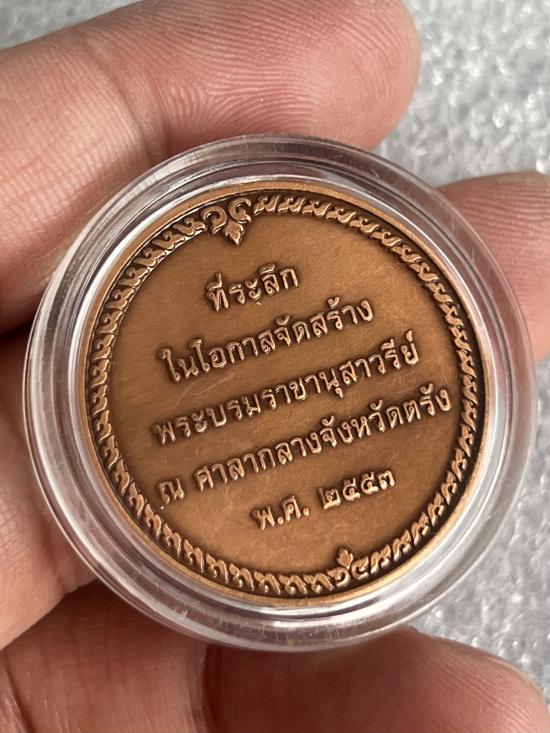 ที่ระลึก
ในโอกาสจัดสร้าง
พระบรมราชานุสาวรีย์
ณ ศาลากลางจังหวัดตรัง
พ.ศ. ๒๕๕๓